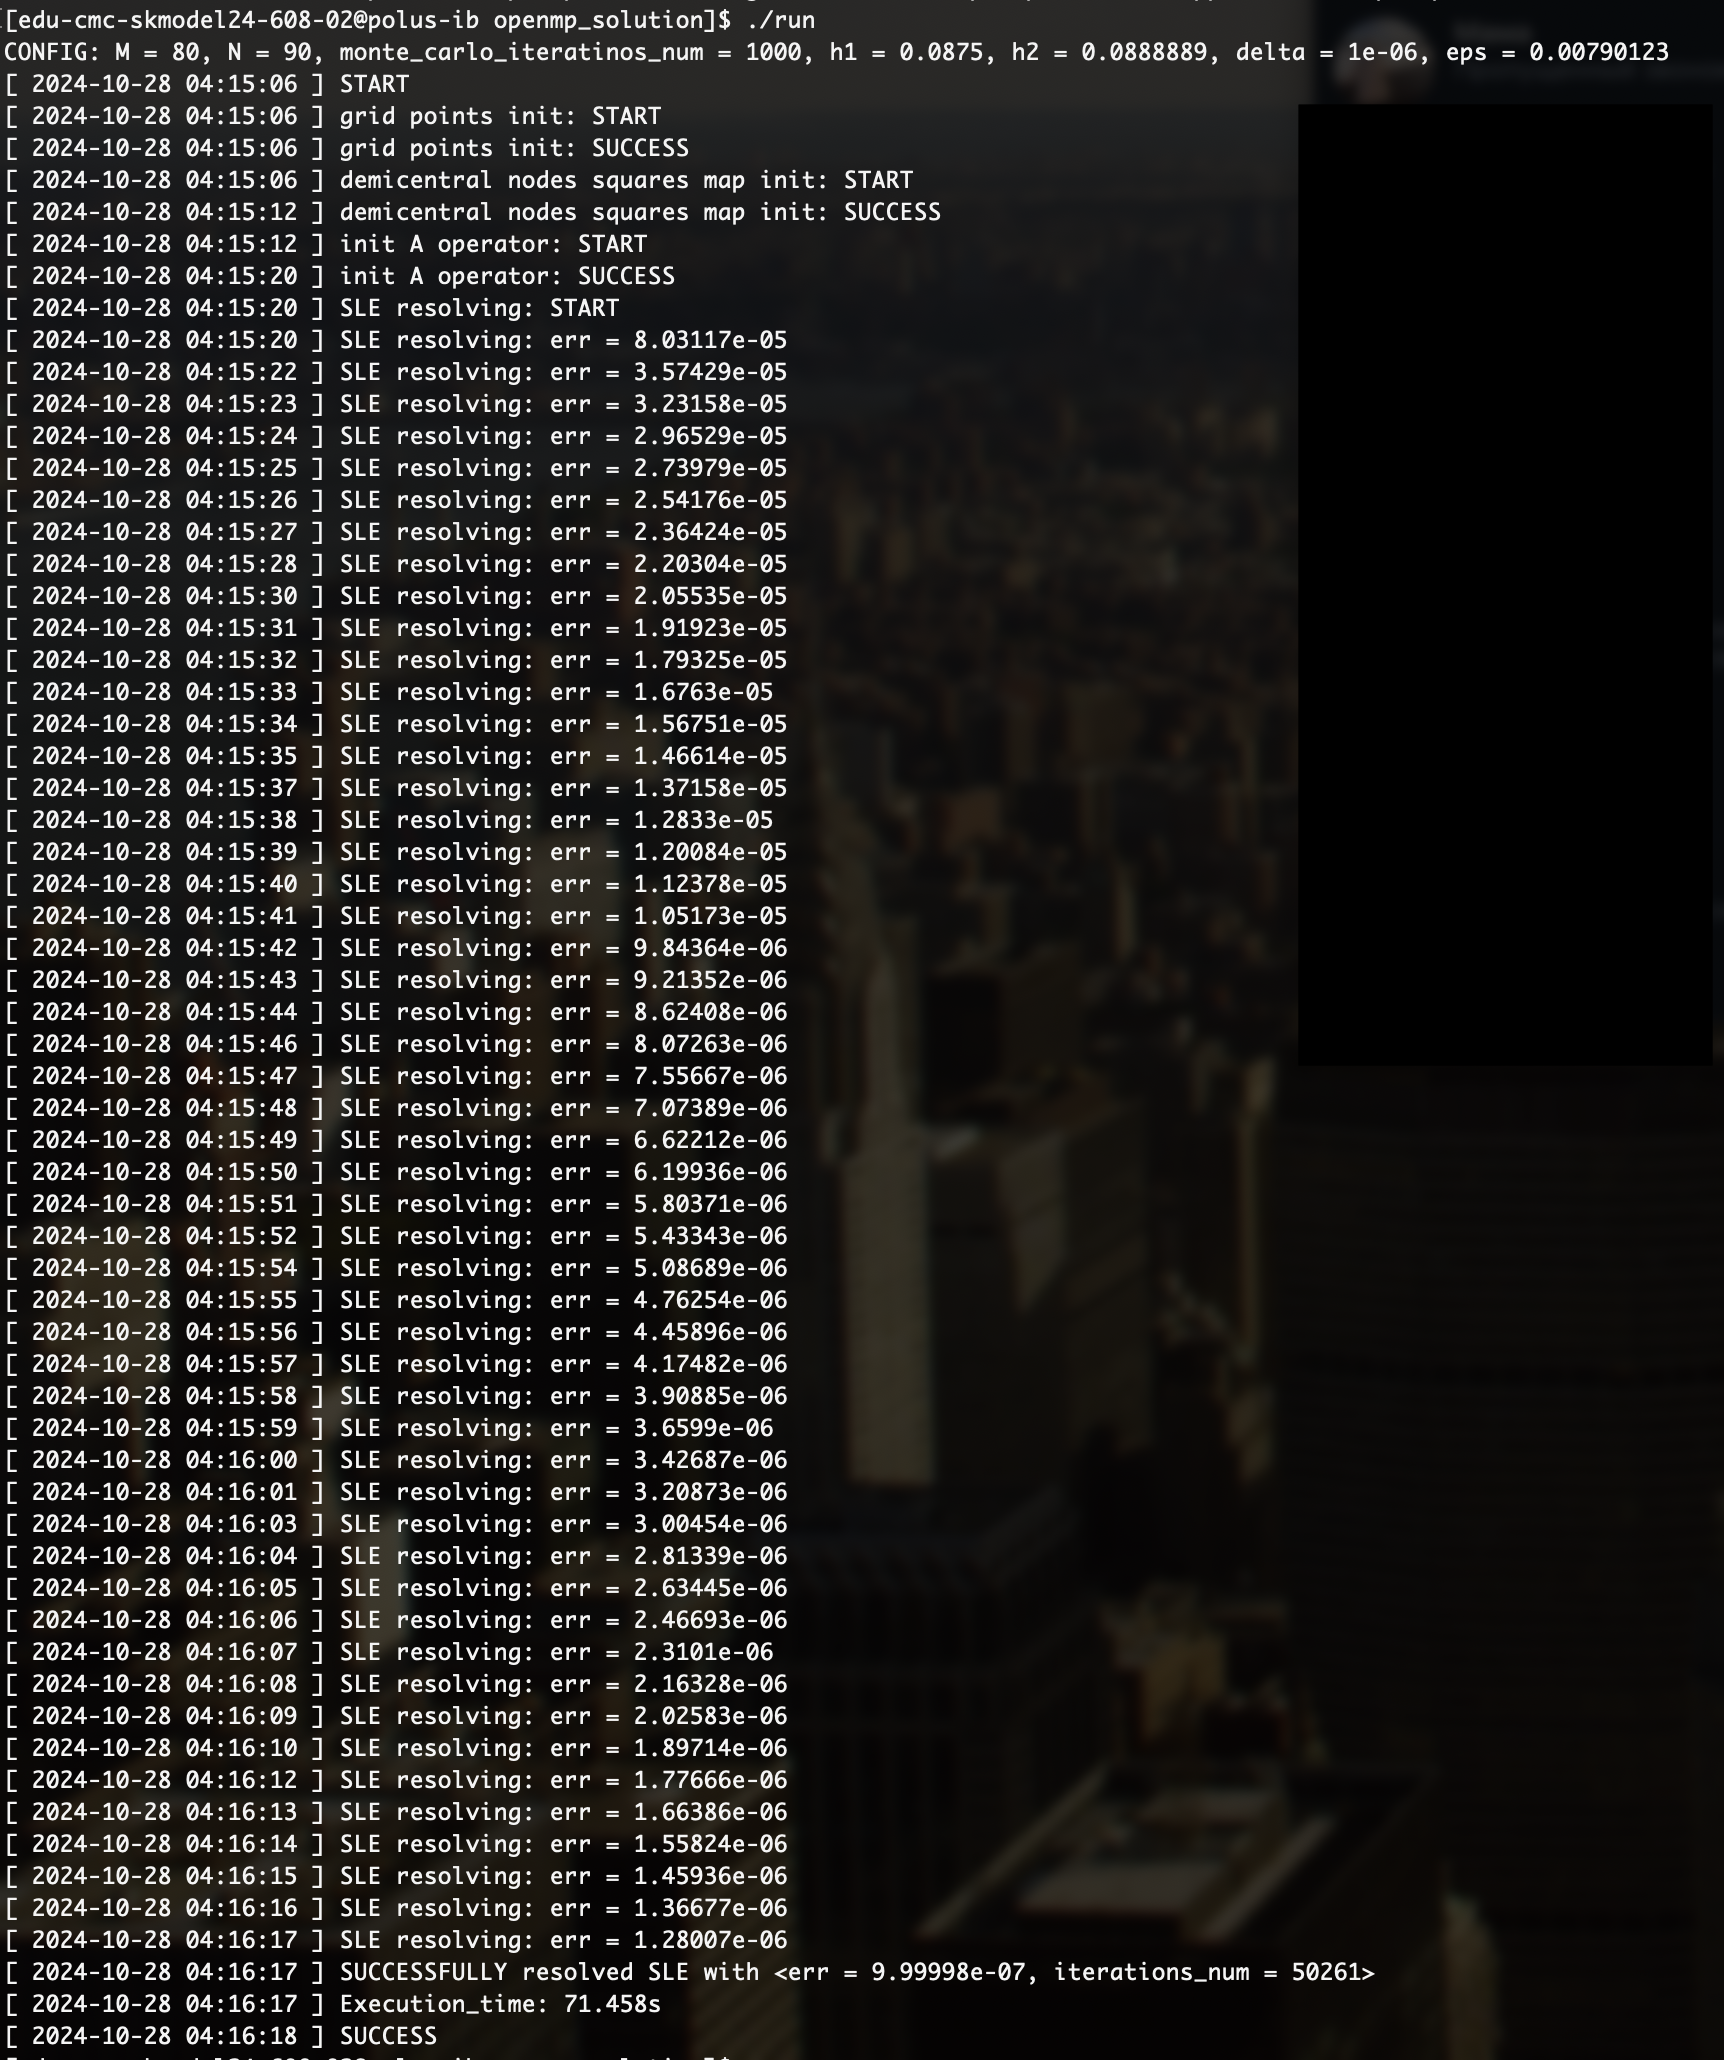 [edu-cmc-skmodel24-608-02@polus-ib openmp_solution]$ ./run
CONFIG: M = 80, N = 90, monte_carlo_iteratinos_num = 1000, h1 = 0.0875, h2 = 0.0888889, delta = 1e-06, eps = 0.00790123
[ 2024-10-28 04:15:06 ] START
[ 2024-10-28 04:15:06 ] grid points init: START
[ 2024-10-28 04:15:06 ] grid points init: SUCCESS
[ 2024-10-28 04:15:06 ] demicentral nodes squares map init: START
[ 2024-10-28 04:15:12 ] demicentral nodes squares map init: SUCCESS
[ 2024-10-28 04:15:12 ] init A operator: START
[ 2024-10-28 04:15:20 ] init A operator: SUCCESS
[ 2024-10-28 04:15:20 ] SLE resolving: START
[ 2024-10-28 04:15:20 ] SLE resolving: err = 8.03117e-05
[ 2024-10-28 04:15:22 ] SLE resolving: err = 3.57429e-05
[ 2024-10-28 04:15:23 ] SLE resolving: err = 3.23158e-05
[ 2024-10-28 04:15:24 ] SLE resolving: err = 2.96529e-05
[ 2024-10-28 04:15:25 ] SLE resolving: err = 2.73979e-05
[ 2024-10-28 04:15:26 ] SLE resolving: err = 2.54176e-05
[ 2024-10-28 04:15:27 ] SLE resolving: err = 2.36424e-05
[ 2024-10-28 04:15:28 ] SLE resolving: err = 2.20304e-05
[ 2024-10-28 04:15:30 ] SLE resolving: err = 2.05535e-05
[ 2024-10-28 04:15:31 ] SLE resolving: err = 1.91923e-05
[ 2024-10-28 04:15:32 ] SLE resolving: err = 1.79325e-05
[ 2024-10-28 04:15:33 ] SLE resolving: err = 1.6763e-05
[ 2024-10-28 04:15:34 ] SLE resolving: err = 1.56751e-05
[ 2024-10-28 04:15:35 ] SLE resolving: err = 1.46614e-05
[ 2024-10-28 04:15:37 ] SLE resolving: err = 1.37158e-05
[ 2024-10-28 04:15:38 ] SLE resolving: err = 1.2833e-05
[ 2024-10-28 04:15:39 ] SLE resolving: err = 1.20084e-05
[ 2024-10-28 04:15:40 ] SLE resolving: err = 1.12378e-05
[ 2024-10-28 04:15:41 ] SLE resolving: err = 1.05173e-05
[ 2024-10-28 04:15:42 ] SLE resolving: err = 9.84364e-06
[ 2024-10-28 04:15:43 ] SLE resolving: err = 9.21352e-06
[ 2024-10-28 04:15:44 ] SLE resolving: err = 8.62408e-06
[ 2024-10-28 04:15:46 ] SLE resolving: err = 8.07263e-06
[ 2024-10-28 04:15:47 ] SLE resolving: err = 7.55667e-06
[ 2024-10-28 04:15:48 ] SLE resolving: err = 7.07389e-06
[ 2024-10-28 04:15:49 ] SLE resolving: err = 6.62212e-06
[ 2024-10-28 04:15:50 ] SLE resolving: err = 6.19936e-06
[ 2024-10-28 04:15:51 ] SLE resolving: err = 5.80371e-06
[ 2024-10-28 04:15:52 ] SLE resolving: err = 5.43343e-06
[ 2024-10-28 04:15:54 ] SLE resolving: err = 5.08689e-06
[ 2024-10-28 04:15:55 ] SLE resolving: err = 4.76254e-06
[ 2024-10-28 04:15:56 ] SLE resolving: err = 4.45896e-06
[ 2024-10-28 04:15:57 ] SLE resolving: err = 4.17482e-06
[ 2024-10-28 04:15:58 ] SLE resolving: err = 3.90885e-06
[ 2024-10-28 04:15:59 ] SLE resolving: err = 3.6599e-06
[ 2024-10-28 04:16:00 ] SLE resolving: err = 3.42687e-06
[ 2024-10-28 04:16:01 ] SLE resolving: err = 3.20873e-06
[ 2024-10-28 04:16:03 ] SLE resolving: err = 3.00454e-06
[ 2024-10-28 04:16:04 ] SLE resolving: err = 2.81339e-06
[ 2024-10-28 04:16:05 ] SLE resolving: err = 2.63445e-06
[ 2024-10-28 04:16:06 ] SLE resolving: err = 2.46693e-06
[ 2024-10-28 04:16:07 ] SLE resolving: err = 2.3101e-06
[ 2024-10-28 04:16:08 ] SLE resolving: err = 2.16328e-06
[ 2024-10-28 04:16:09 ] SLE resolving: err = 2.02583e-06
[ 2024-10-28 04:16:10 ] SLE resolving: err = 1.89714e-06
[ 2024-10-28 04:16:12 ] SLE resolving: err = 1.77666e-06
[ 2024-10-28 04:16:13 ] SLE resolving: err = 1.66386e-06
[ 2024-10-28 04:16:14 ] SLE resolving: err = 1.55824e-06
[ 2024-10-28 04:16:15 ] SLE resolving: err = 1.45936e-06
[ 2024-10-28 04:16:16 ] SLE resolving: err = 1.36677e-06
[ 2024-10-28 04:16:17 ] SLE resolving: err = 1.28007e-06
[ 2024-10-28 04:16:17 ] SUCCESSFULLY resolved SLE with <err = 9.99998e-07, iterations_num = 50261>
[ 2024-10-28 04:16:17 ] Execution_time: 71.458s
[ 2024-10-28 04:16:18 ] SUCCESS